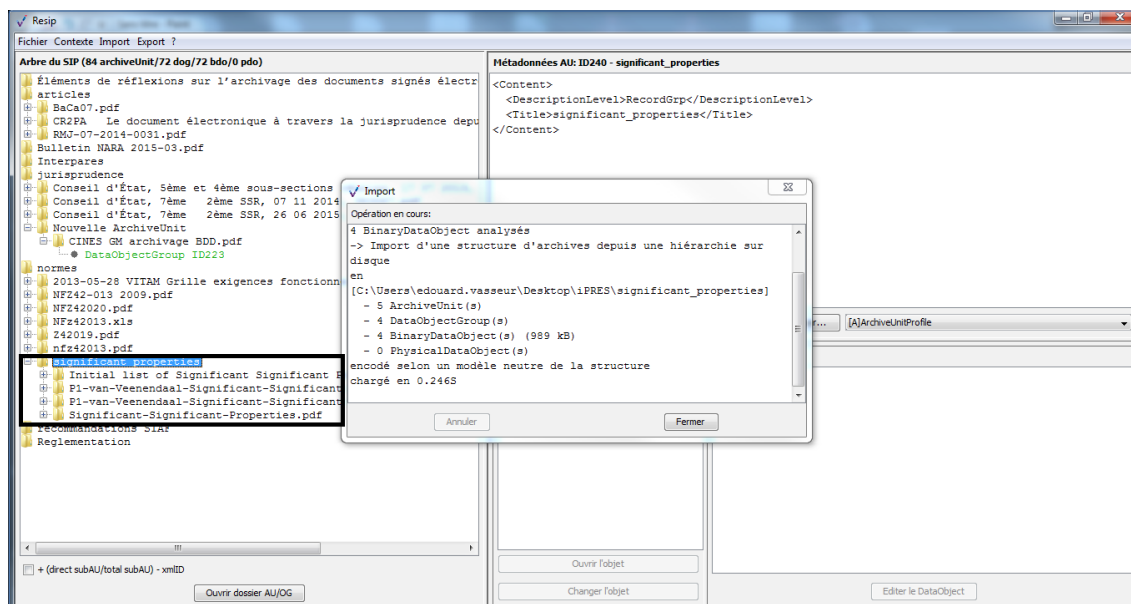 Resip
Fichier Contexte Import Export ?
Arbre du SIP (84 archiveUnit/72 dog/72 bdo/0 pdo)
Éléments de réflexions sur l'archivage des documents signés électr
articles
BaCa07.pdf
CR2PA Le document électronique à travers la jurisprudence depu
RMJ-07-2014-0031.pdf
Bulletin NARA 2015-03.pdf
Interpares
jurisprudence
Conseil d'État, 5ème et 4ème sous-sections
Conseil d'État, 7ème 2ème SSR, 07 11 2014
Conseil d'État, 7ème 2ème SSR, 26 06 2015
Nouvelle ArchiveUnit
CINES GM archivage BDD.pdf
DataObjectGroup ID223
normes
2013-05-28 VITAM Grille exigences fonctionn
NFZ42-013 2009.pdf
NFZ42020.pdf
NFz42013.xls
Z42019.pdf
nfz42013.pdf
significant_properties
Initial list of Significant Significant P
P1-van-Veenendaal-Significant-Significant
P1-van-Veenendaal-Significant-Significant
Significant-Significant-Properties.pdf
recommandations SIAF
Reglementation
+ (direct subAU/total subAU) - xmlID
Ouvrir dossier AU/OG
Métadonnées AU: ID240 - significant_properties
<Content>
<DescriptionLevel>RecordGrp</DescriptionLevel>
<Title>significant_properties</Title>
</Content>
r... [A]ArchiveUnitProfile
Import
Opération en cours:
4 BinaryDataObject analysés
-> Import d'une structure d'archives depuis une hiérarchie sur
disque
en
[C:\Users\edouard.vasseur\Desktop\iPRES\significant_properties]
- 5 ArchiveUnit(s)
- 4 DataObjectGroup(s)
- 4 BinaryDataObject(s) (989 kB)
- 0 PhysicalDataObject(s)
encodé selon un modèle neutre de la structure
chargé en 0.246S
Annuler
Fermer
Ouvrir l'objet
Changer l'objet
Editer le DataObject